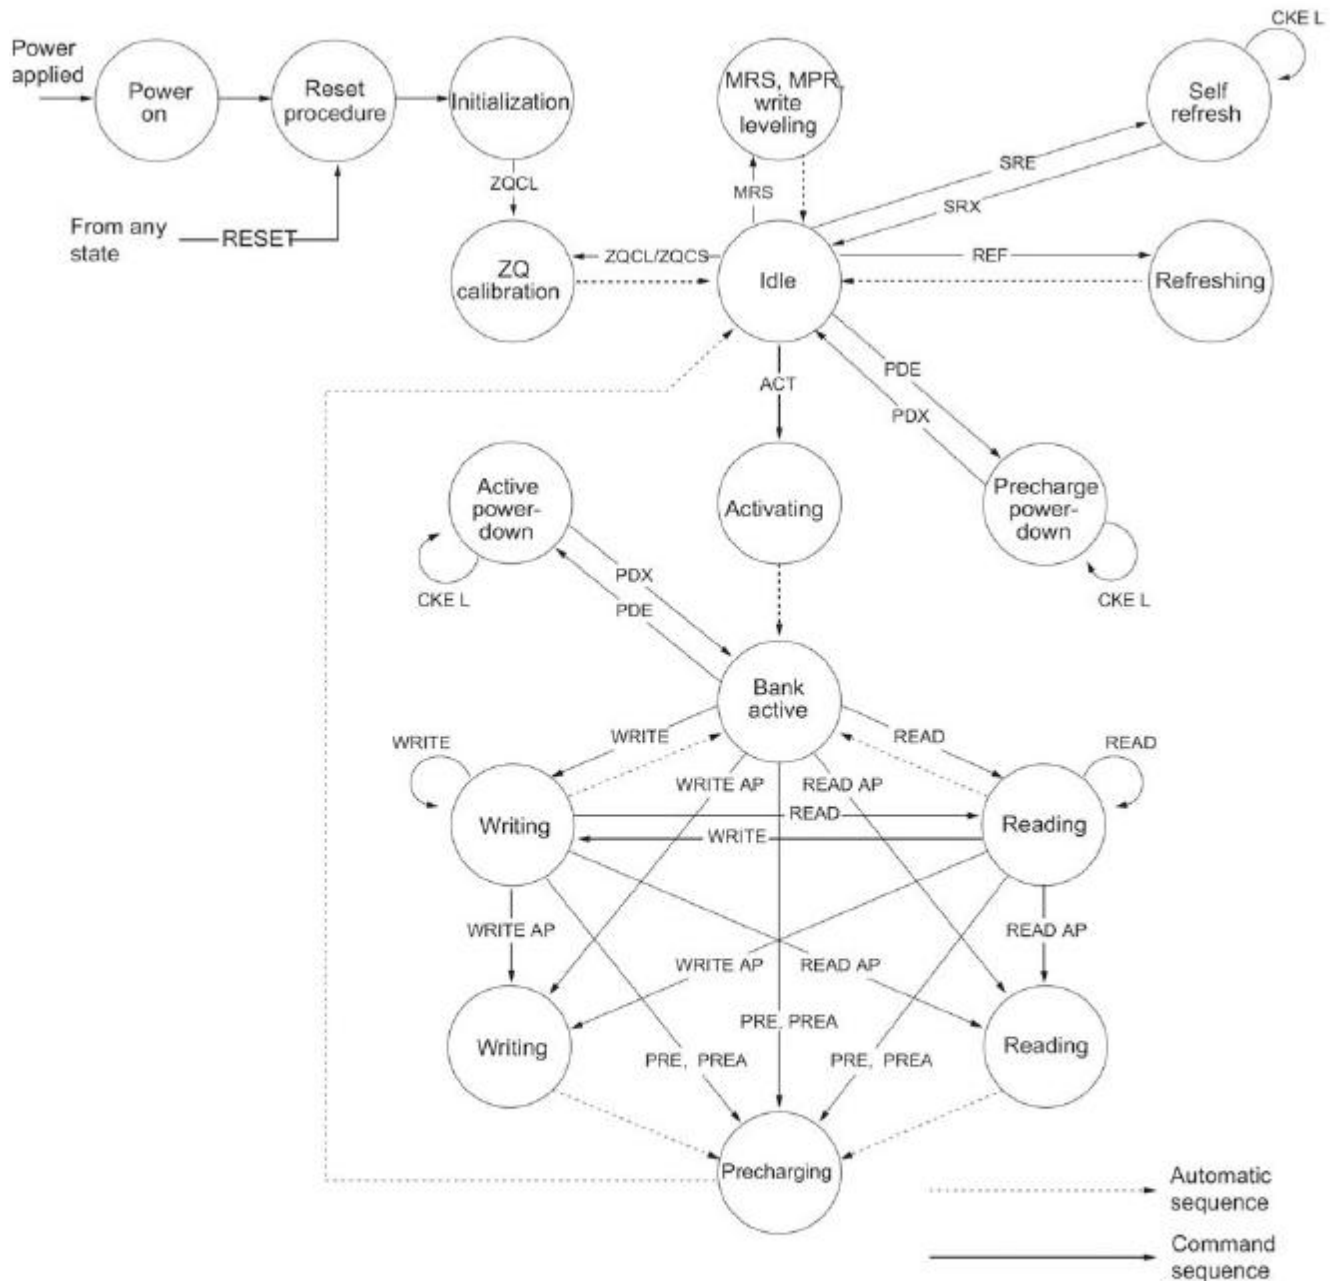 CKE L
Power
applied
Power
on
Reset
procedure
Initialization
MRS, MPR,
write
leveling
Self
refresh
ZQCL
MRS
SRE
SRX
From any
state
RESET
ZQ
calibration
ZQCL/ZQCS
Idle
REF
Refreshing
ACT
PDE
PDX
Active
power-
down
Activating
Precharge
power-
down
CKE L
PDX
PDE
CKE L
Bank
active
WRITE
WRITE
READ
READ
WRITE AP
READ AP
Writing
READ
WRITE
Reading
WRITE AP
READ AP
WRITE AP
READ AP
Writing
PRE, PREA
Reading
PRE, PREA
PRE, PREA
Precharging
Automatic
sequence
Command
sequence